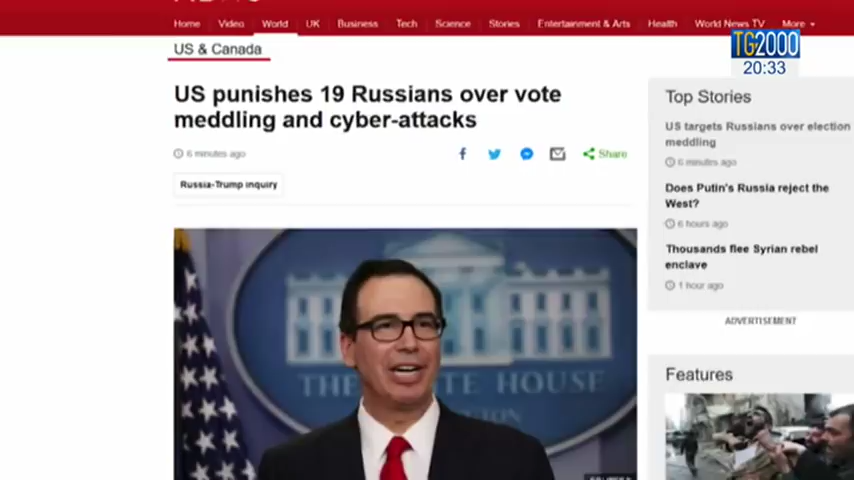 Home Video World UK Business Tech Science Stories Entertainment & Arts Health World News TV More
US & Canada
TG2000
20:33
US punishes 19 Russians over vote
meddling and cyber-attacks
6 minutes ago
Share
Russia-Trump inquiry
THE WHITE HOUSE
Top Stories
US targets Russians over election
meddling
6 minutes ago
Does Putin's Russia reject the
West?
6 hours ago
Thousands flee Syrian rebel
enclave
1 hour ago
ADVERTISEMENT
Features